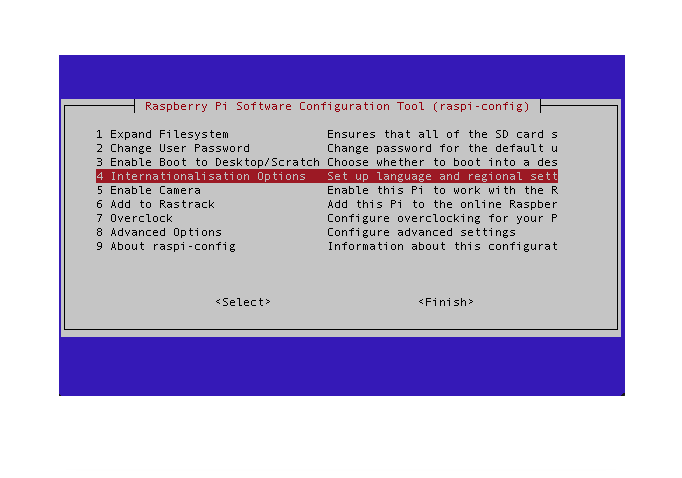 Raspberry Pi Software Configuration Tool (raspi-config)
1 Expand Filesystem Ensures that all of the SD card s
2 Change User Password Change password for the default u
3 Enable Boot to Desktop/Scratch Choose whether to boot into a des
4 Internationalisation Options Set up language and regional sett
5 Enable Camera Enable this Pi to work with the R
6 Add to Rastrack Add this Pi to the online Raspber
7 Overclock Configure overclocking for your P
8 Advanced Options Configure advanced settings
9 About raspi-config Information about this configurat
<Select> <Finish>